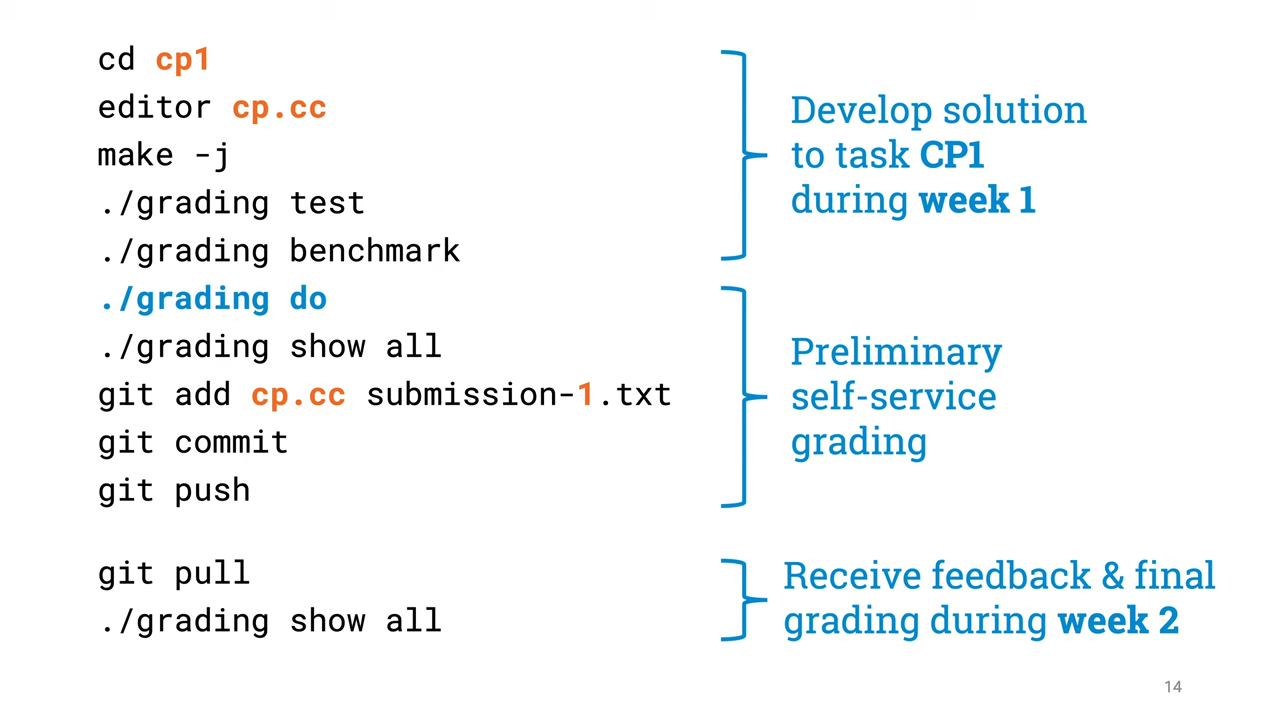 cd cp1
editor cp.cc
make -j
./grading test
./grading benchmark
./grading do
./grading show all
git add cp.cc submission-1.txt
git commit
git push
git pull
./grading show all
Develop solution
to task CP1
during week 1
Preliminary
self-service
grading
Receive feedback & final
grading during week 2
14